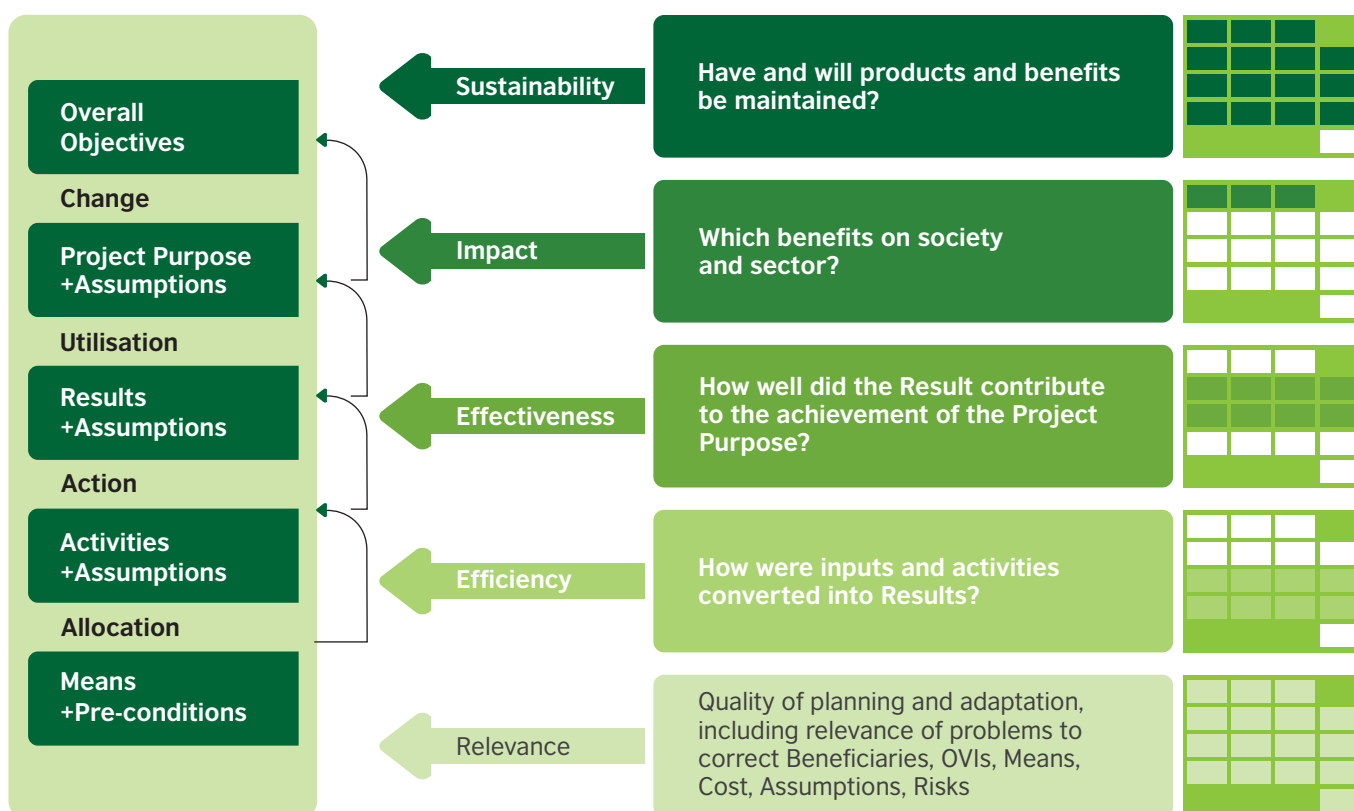 Overall
Objectives
Change
Project Purpose
+Assumptions
Utilisation
Results
+Assumptions
Action
Activities
+Assumptions
Allocation
Means
+Pre-conditions
Sustainability
Have and will products and benefits
be maintained?
Impact
Which benefits on society
and sector?
Effectiveness
How well did the Result contribute
to the achievement of the Project
Purpose?
Efficiency
How were inputs and activities
converted into Results?
Relevance
Quality of planning and adaptation,
including relevance of problems to
correct Beneficiaries, OVIs, Means,
Cost, Assumptions, Risks